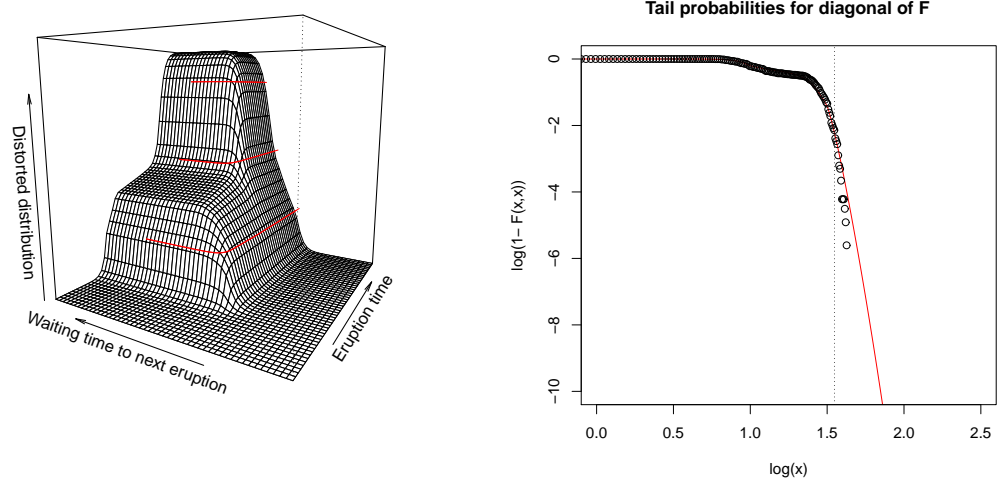 Distorted distribution
Waiting time to next eruption
Eruption time
Tail probabilities for diagonal of F
log(1− F(x,x))
0
−2
−4
−6
−8
−10
0.0 0.5 1.0 1.5 2.0 2.5
log(x)